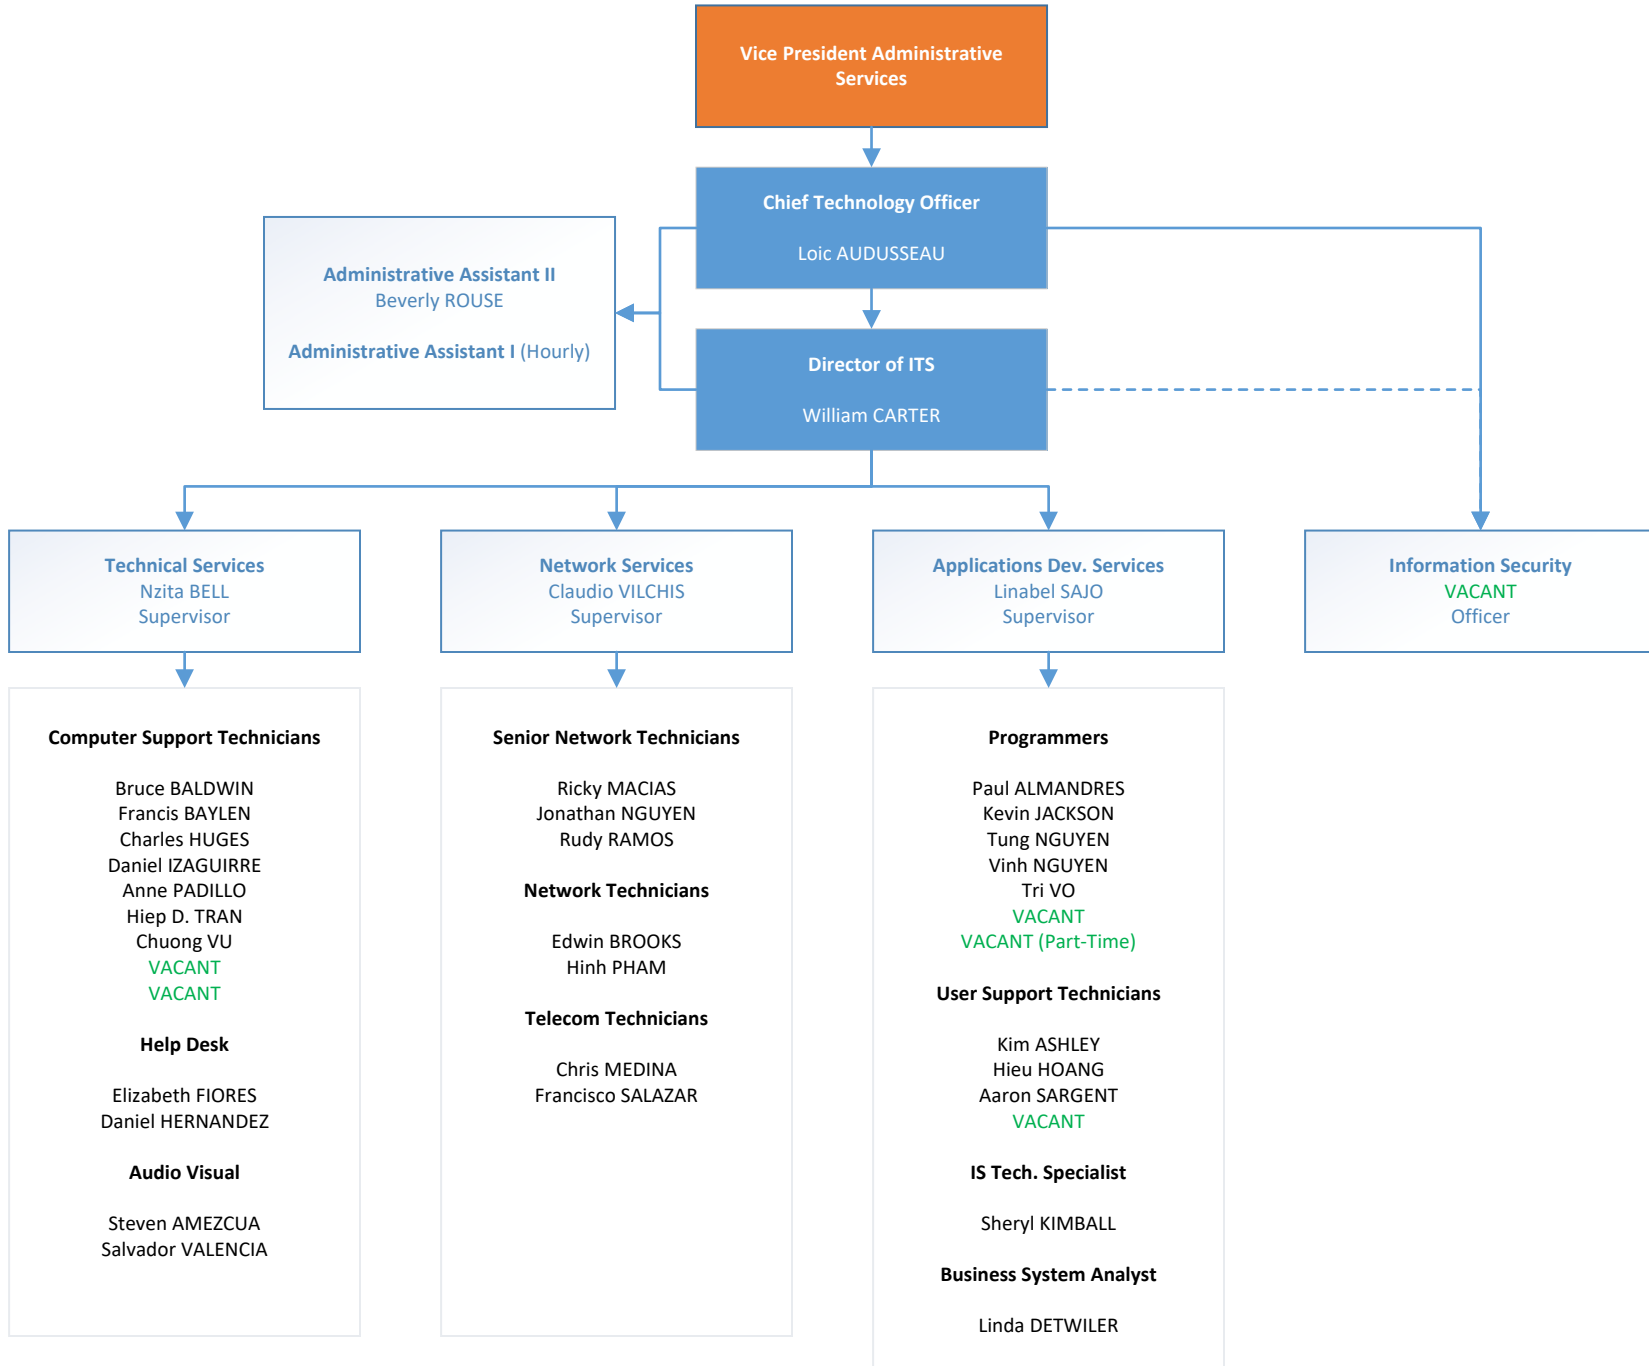 Vice President Administrative
Services
Chief Technology Officer
Loic AUDUSSEAU
Administrative Assistant II
Beverly ROUSE
Administrative Assistant I (Hourly)
Director of ITS
William CARTER
Technical Services
Nzita BELL
Supervisor
Network Services
Claudio VILCHIS
Supervisor
Applications Dev. Services
Linabel SAJO
Supervisor
Information Security
VACANT
Officer
Computer Support Technicians
Bruce BALDWIN
Francis BAYLEN
Charles HUGES
Daniel IZAGUIRRE
Anne PADILLO
Hiep D. TRAN
Chuong VU
VACANT
VACANT
Help Desk
Elizabeth FIORES
Daniel HERNANDEZ
Audio Visual
Steven AMEZCUA
Salvador VALENCIA
Senior Network Technicians
Ricky MACIAS
Jonathan NGUYEN
Rudy RAMOS
Network Technicians
Edwin BROOKS
Hinh PHAM
Telecom Technicians
Chris MEDINA
Francisco SALAZAR
Programmers
Paul ALMANDRES
Kevin JACKSON
Tung NGUYEN
Vinh NGUYEN
Tri VO
VACANT
VACANT (Part-Time)
User Support Technicians
Kim ASHLEY
Hieu HOANG
Aaron SARGENT
VACANT
IS Tech. Specialist
Sheryl KIMBALL
Business System Analyst
Linda DETWILER